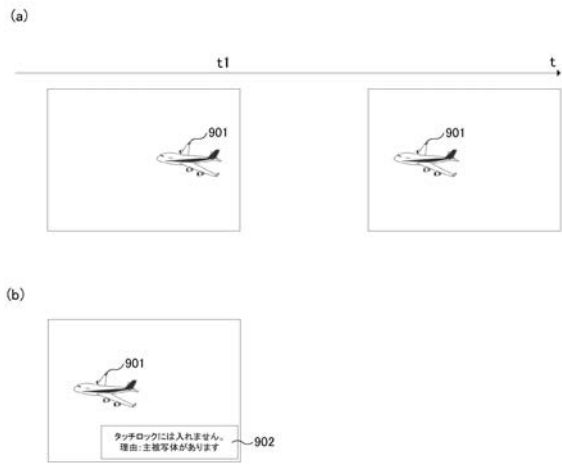 (a)
t1 t
901 901
(b)
901
タッチロックには入れません。
理由：主被写体があります
902